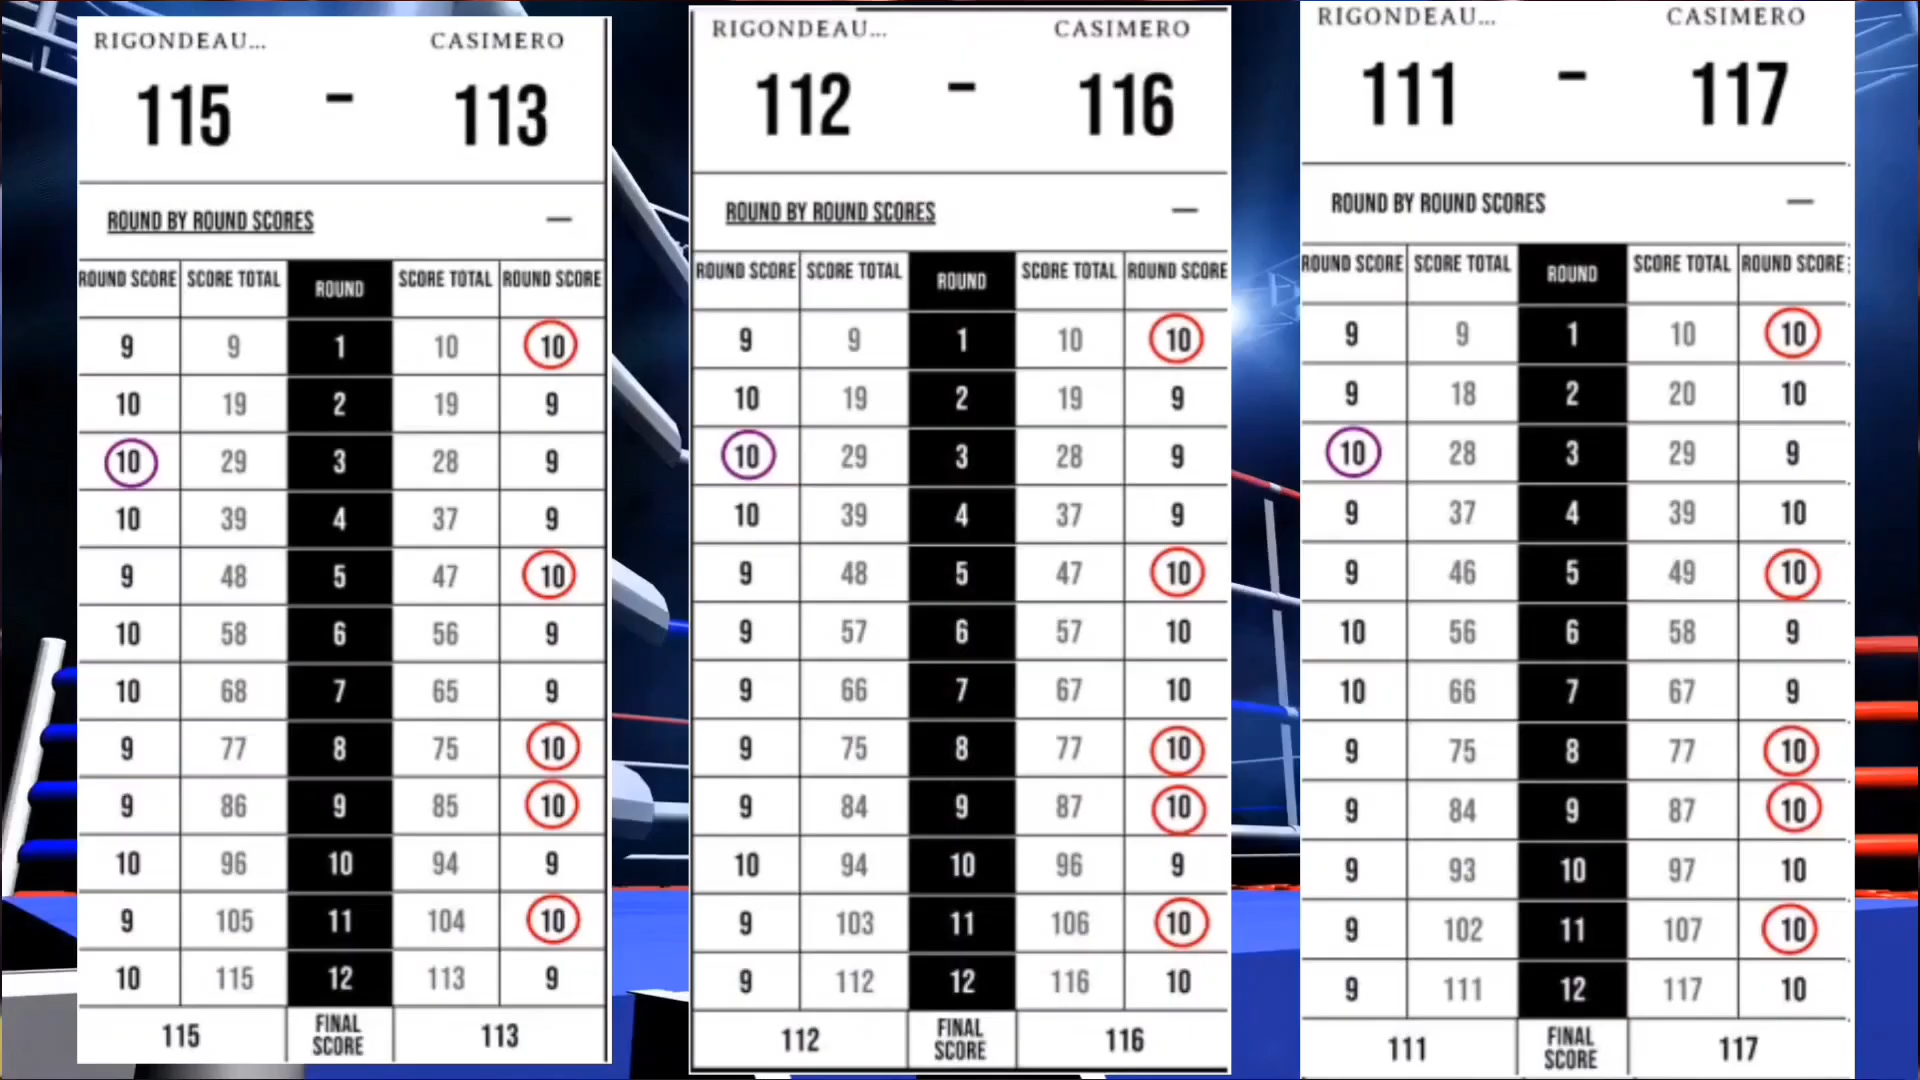 RIGONDEAU... CASIMERO
115 - 113
ROUND BY ROUND SCORES —
ROUND SCORE SCORE TOTAL ROUND SCORE TOTAL ROUND SCORE
9 9 1 10 10
10 19 2 19 9
10 29 3 28 9
10 39 4 37 9
9 48 5 47 10
10 58 6 56 9
10 68 7 65 9
9 77 8 75 10
9 86 9 85 10
10 96 10 94 9
9 105 11 104 10
10 115 12 113 9
115 FINAL SCORE 113
RIGONDEAU... CASIMERO
112 - 116
ROUND BY ROUND SCORES —
ROUND SCORE SCORE TOTAL ROUND SCORE TOTAL ROUND SCORE
9 9 1 10 10
10 19 2 19 9
10 29 3 28 9
10 39 4 37 9
9 48 5 47 10
9 57 6 57 10
9 66 7 67 10
9 75 8 77 10
9 84 9 87 10
10 94 10 96 9
9 103 11 106 10
9 112 12 116 10
112 FINAL SCORE 116
RIGONDEAU... CASIMERO
111 - 117
ROUND BY ROUND SCORES —
ROUND SCORE SCORE TOTAL ROUND SCORE TOTAL ROUND SCORE
9 9 1 10 10
9 18 2 20 10
10 28 3 29 9
9 37 4 39 10
9 46 5 49 10
10 56 6 58 9
10 66 7 67 9
9 75 8 77 10
9 84 9 87 10
9 93 10 97 10
9 102 11 107 10
9 111 12 117 10
111 FINAL SCORE 117